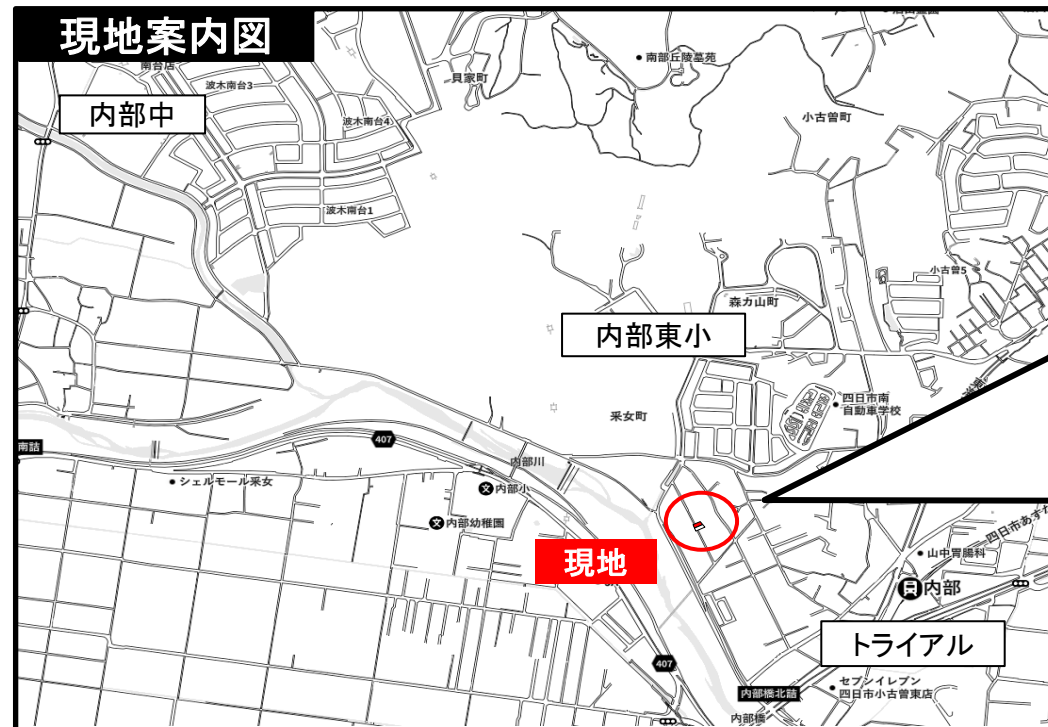 現地案内図
南台店
波木南台3
貝家町
南部丘陵墓苑
内部中
波木南台4
小古曽町
波木南台1
小古曽5
森カ山町
内部東小
四日市南
自動車学校
采女町
407
南詰
内部川
シェルモール采女
内部小
内部幼稚園
現地
四日市あすな
山中胃腸科
内部
トライアル
407
セブンイレブン
四日市小古曽東店
内部橋北詰
内部橋